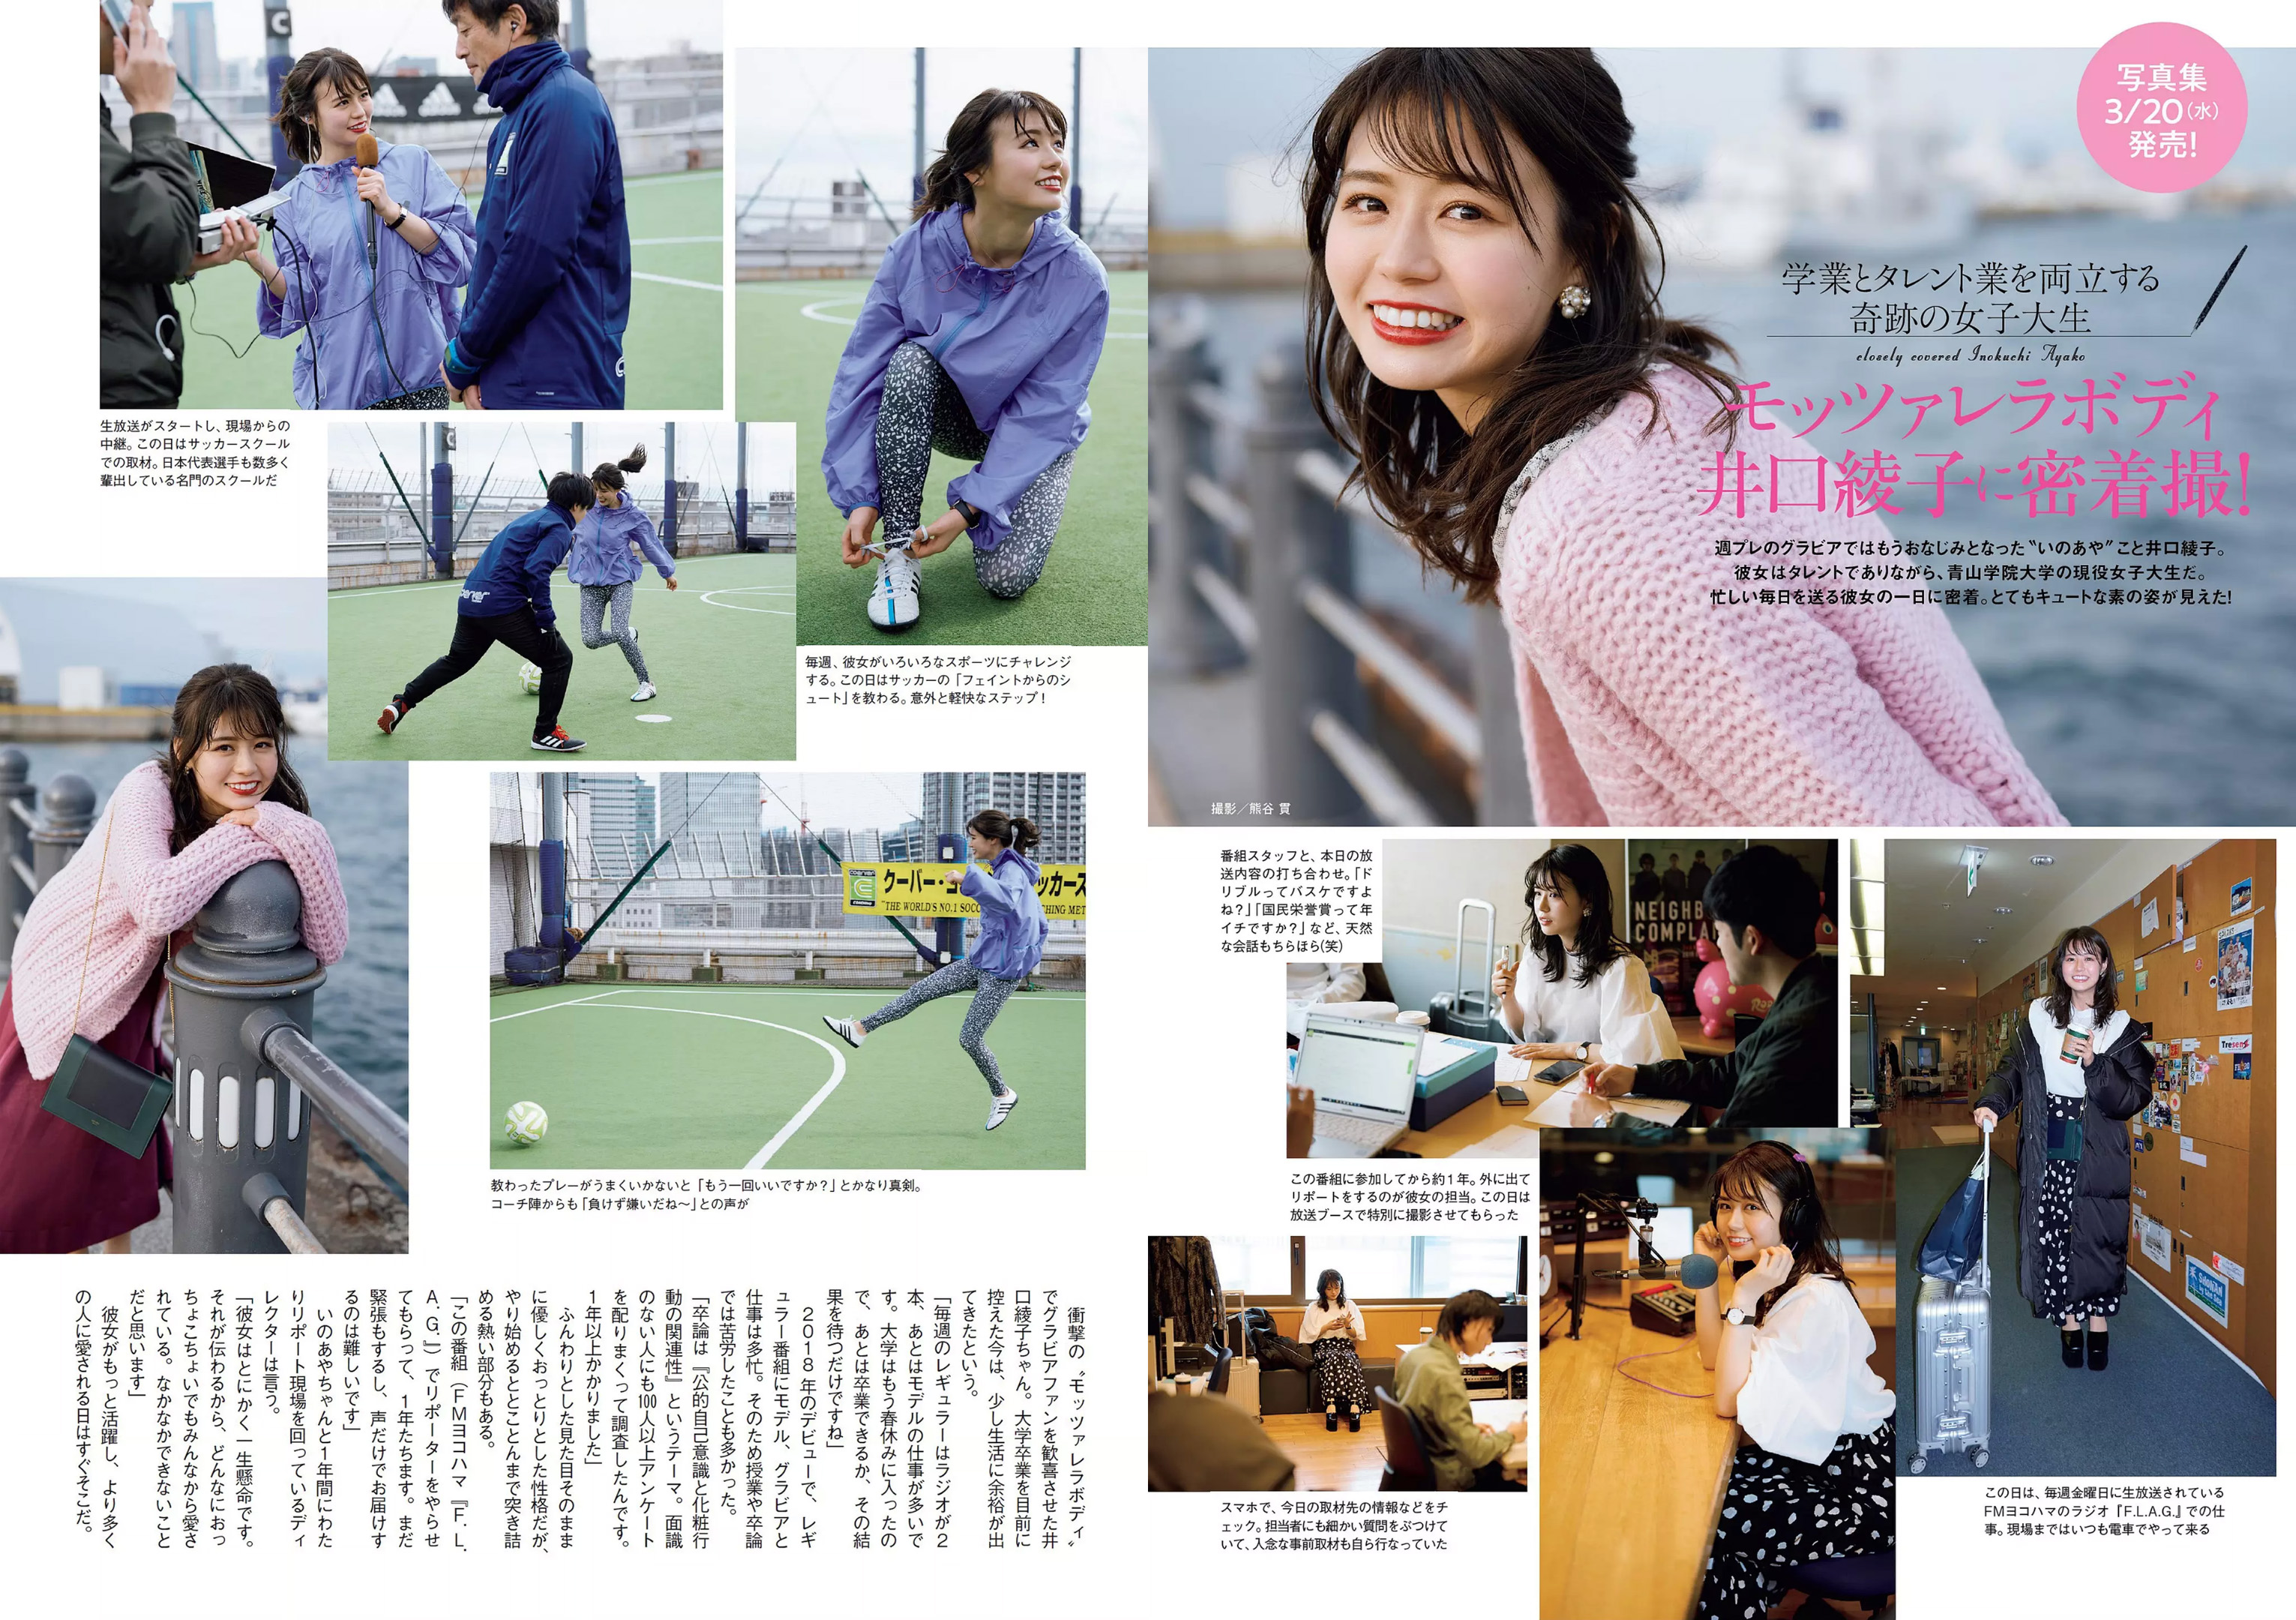 写真集
3/20(水)
発売!
学業とタレント業を両立する
奇跡の女子大生
closely covered Inokuchi Ayako
モッツァレラボディ
井口綾子に密着撮!
週プレのグラビアではもうおなじみとなった“いのあや”こと井口綾子。
彼女はタレントでありながら、青山学院大学の現役女子大生だ。
忙しい毎日を送る彼女の一日に密着。とてもキュートな素の姿が見えた!
撮影／熊谷 貫
番組スタッフと、本日の放
送内容の打ち合わせ。「ド
リブルってバスケですよ
ね?」「国民栄誉賞って年
イチですか?」など、天然
な会話もちらほら(笑)
NEIGHB
COMPLA
Tresen
この番組に参加してから約1年。外に出て
リポートをするのが彼女の担当。この日は
放送ブースで特別に撮影させてもらった
スマホで、今日の取材先の情報などをチ
ェック。担当者にも細かい質問をぶつけて
いて、入念な事前取材も自ら行なっていた
この日は、毎週金曜日に生放送されている
FMヨコハマのラジオ『F.L.A.G.』での仕
事。現場まではいつも電車でやって来る
C
adidas
生放送がスタートし、現場からの
中継。この日はサッカースクール
での取材。日本代表選手も数多く
輩出している名門のスクールだ
C
coerver
毎週、彼女がいろいろなスポーツにチャレンジ
する。この日はサッカーの「フェイントからのシ
ュート」を教わる。意外と軽快なステップ!
クーバー・コ
ッカース
"THE WORLD'S NO.1 SOCC
HING MET
教わったプレーがうまくいかないと「もう一回いいですか?」とかなり真剣。
コーチ陣からも「負けず嫌いだね〜」との声が
衝撃の〝モッツァレラボディ〟
でグラビアファンを歓喜させた井
口綾子ちゃん。大学卒業を目前に
控えた今は、少し生活に余裕が出
てきたという。
「毎週のレギュラーはラジオが2
本、あとはモデルの仕事が多いで
す。大学はもう春休みに入ったの
で、あとは卒業できるか、その結
果を待つだけですね」
2018年のデビューで、レギ
ュラー番組にモデル、グラビアと
仕事は多忙。そのため授業や卒論
では苦労したことも多かった。
「卒論は『公的自己意識と化粧行
動の関連性』というテーマ。面識
のない人にも100人以上アンケート
を配りまくって調査したんです。
1年以上かかりました」
ふんわりとした見た目そのまま
に優しくおっとりとした性格だが、
やり始めるととことんまで突き詰
める熱い部分もある。
「この番組(FMヨコハマ『F.L.
A.G.』)でリポーターをやらせ
てもらって、1年たちます。まだ
緊張もするし、声だけでお届けす
るのは難しいです」
いのあやちゃんと1年間にわた
りリポート現場を回っているディ
レクターは言う。
「彼女はとにかく一生懸命です。
それが伝わるから、どんなにおっ
ちょこちょいでもみんなから愛さ
れている。なかなかできないこと
だと思います」
彼女がもっと活躍し、より多く
の人に愛される日はすぐそこだ。